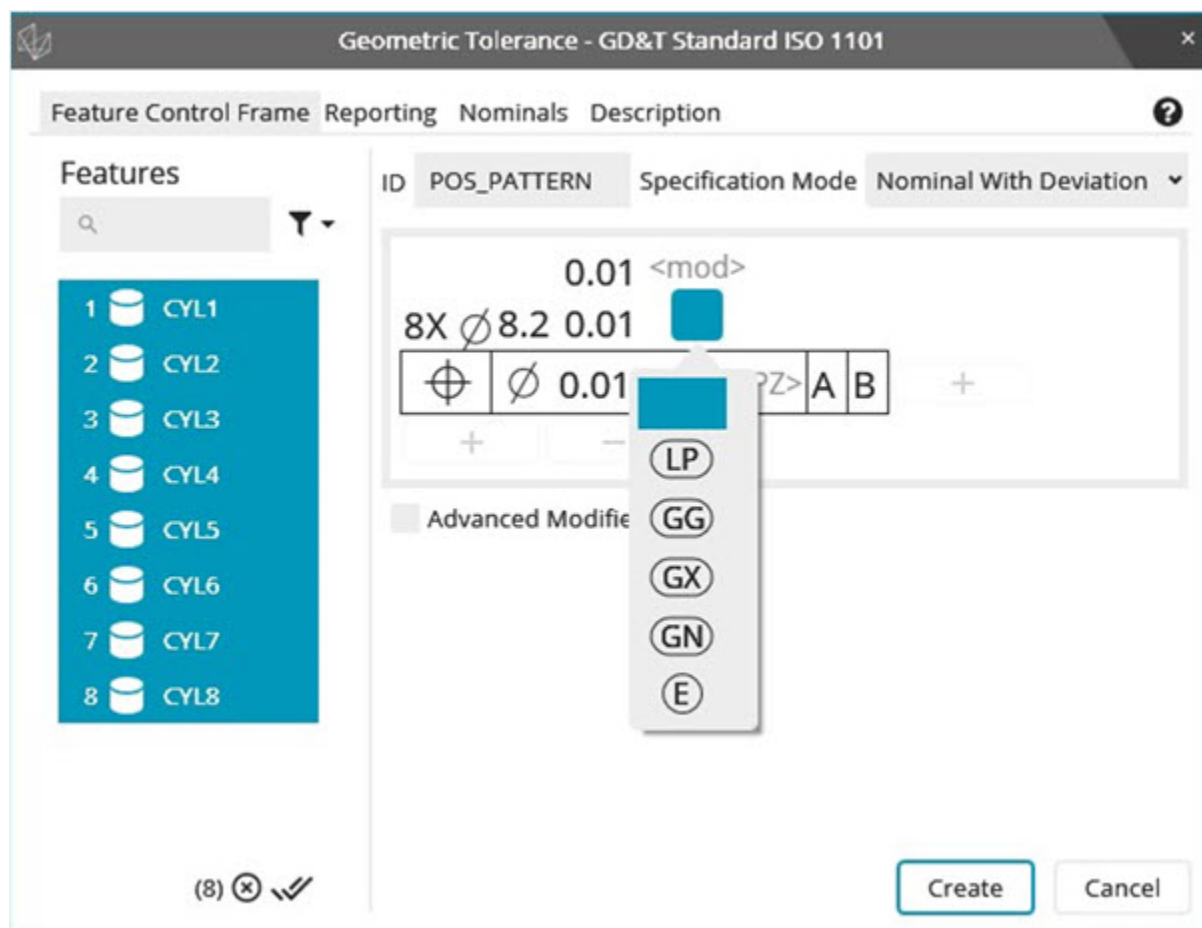 Geometric Tolerance - GD&T Standard ISO 1101
Feature Control Frame Reporting Nominals Description
Features
ID POS_PATTERN Specification Mode Nominal With Deviation
0.01 <mod>
8X ∅ 8.2 0.01
⌖ ∅ 0.01 PZ> A B +
+ −
LP
GG
GX
GN
E
Advanced Modifie
1 CYL1
2 CYL2
3 CYL3
4 CYL4
5 CYL5
6 CYL6
7 CYL7
8 CYL8
(8)
Create Cancel